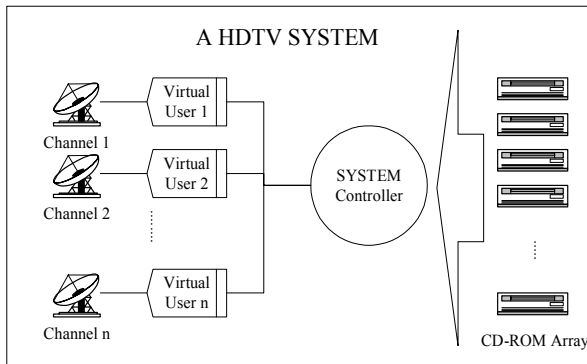 A HDTV SYSTEM
Virtual
User 1
Channel 1
Virtual
User 2
Channel 2
Virtual
User n
Channel n
SYSTEM
Controller
CD-ROM Array